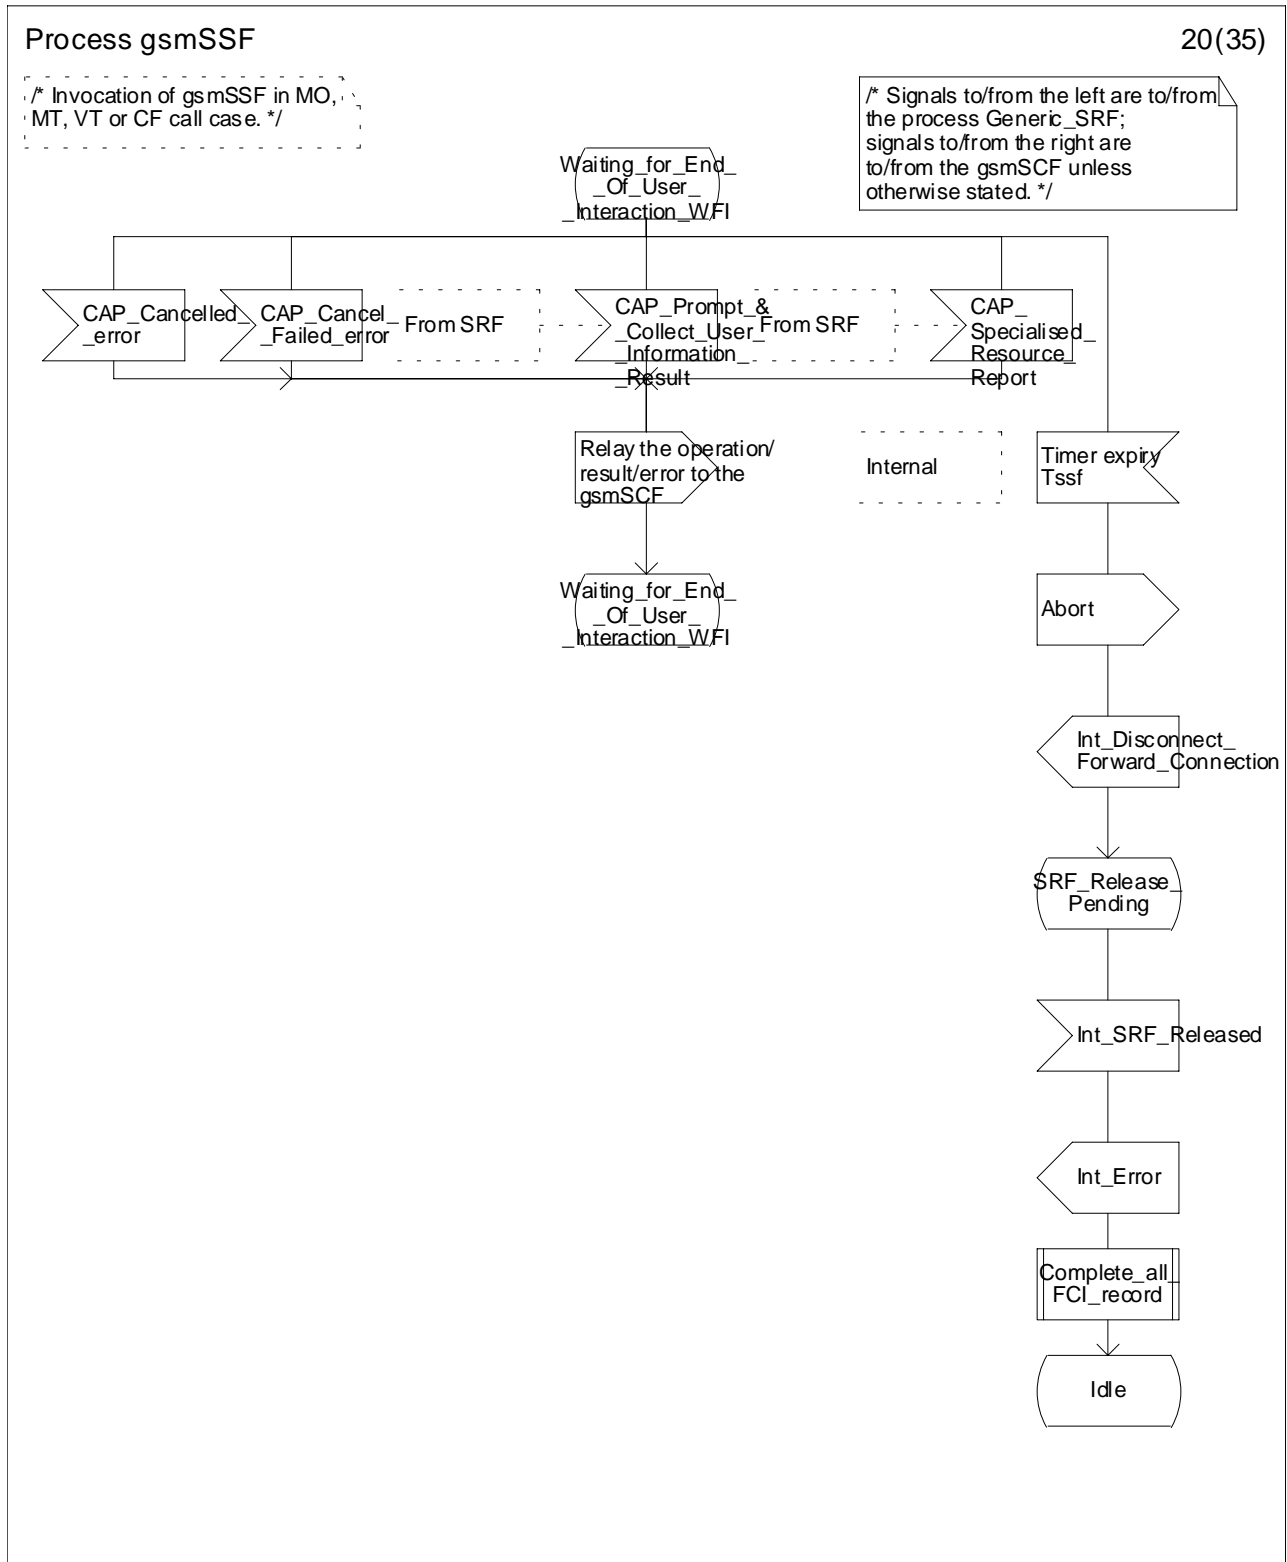 Process gsmSSF
20(35)
/* Invocation of gsmSSF in MO,
MT, VT or CF call case. */
/* Signals to/from the left are to/from
the process Generic_SRF;
signals to/from the right are
to/from the gsmSCF unless
otherwise stated. */
Waiting_for_End_
_Of_User_
_Interaction_WFI
CAP_Cancelled_
_error
CAP_Cancel_
_Failed_error
From SRF
CAP_Prompt_&
_Collect_User_
_Information_
_Result
From SRF
CAP_
Specialised_
Resource_
Report
Relay the operation/
result/error to the
gsmSCF
Internal
Timer expiry
Tssf
Waiting_for_End_
_Of_User_
_Interaction_WFI
Abort
Int_Disconnect_
Forward_Connection
SRF_Release_
Pending
Int_SRF_Released
Int_Error
Complete_all_
FCI_record
Idle